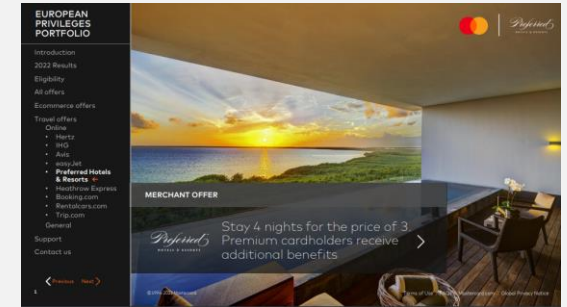 EUROPEAN
PRIVILEGES
PORTFOLIO
Introduction
2022 Results
Eligibility
All offers
Ecommerce offers
Travel offers
Online
• Hertz
• IHG
• Avis
• easyJet
• Preferred Hotels
& Resorts ←
• Heathrow Express
• Booking.com
• Rentalcars.com
• Trip.com
General
Support
Contact us
Previous Next
Preferred
MERCHANT OFFER
Preferred
HOTELS & RESORTS
Stay 4 nights for the price of 3.
Premium cardholders receive
additional benefits
Mastercard
Terms of Use
Global Privacy Notice